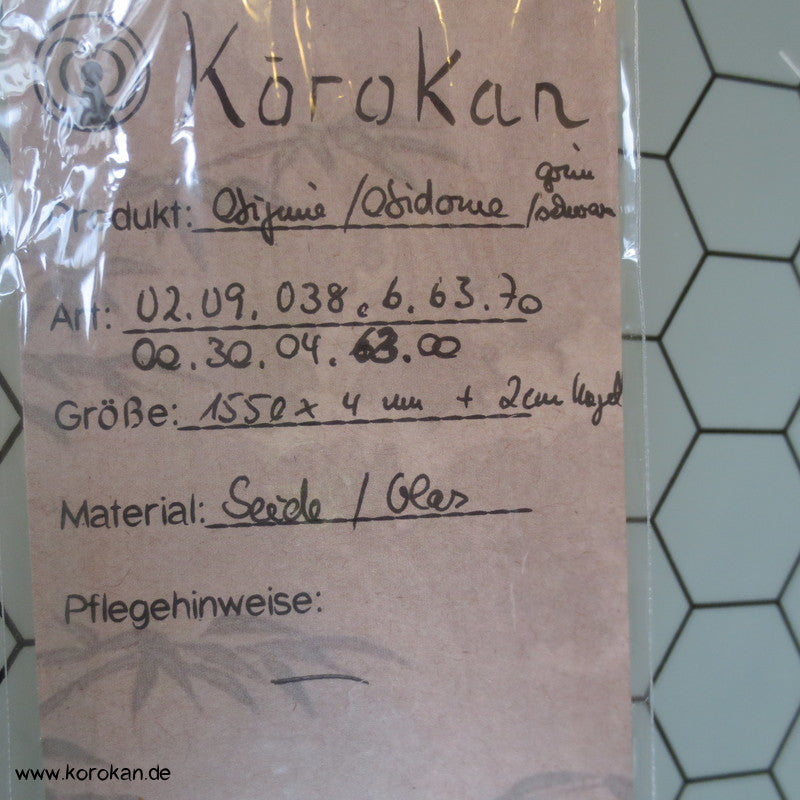 Kōrokan
grün
Produkt: Obijime / Obidome / schwarz
Art: 02.09.038.6.63.70
00.30.04.63.00
Größe: 1550 x 4 mm + 2cm Kugel
Material: Seide / Glas
Pflegehinweise:
—
www.korokan.de